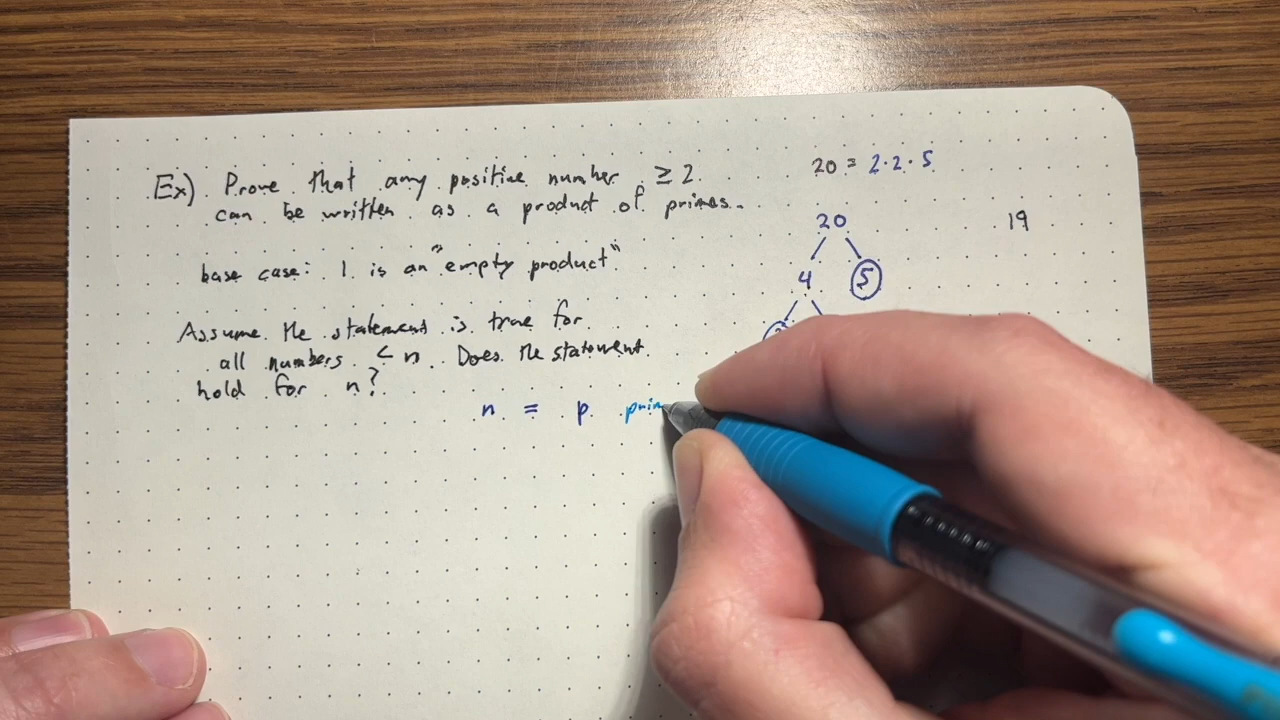 Ex) Prove that any positive number ≥ 2
can be written as a product of primes.
base case: 1 is an "empty product".
Assume the statement is true for
all numbers < n. Does the statement
hold for n?
n = p prim
20 = 2·2·5
20
4 5
19